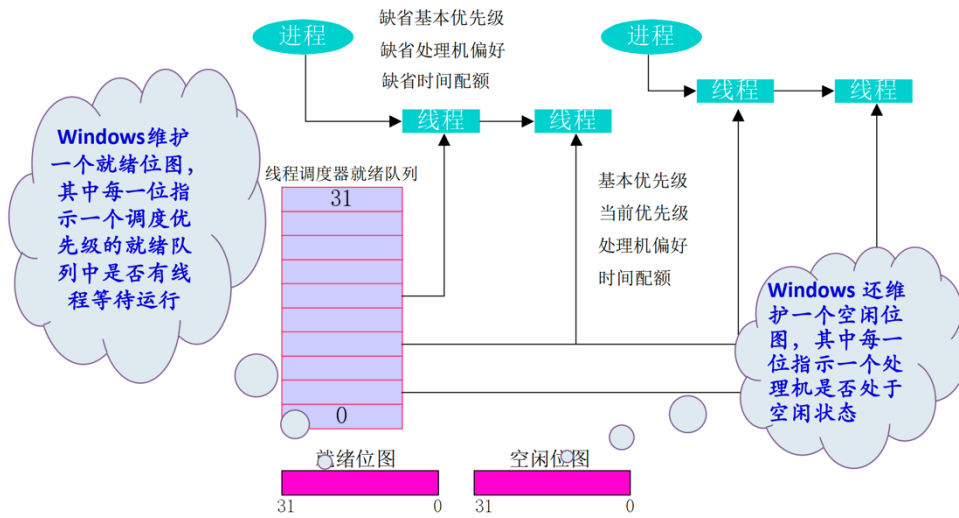 进程
缺省基本优先级
缺省处理机偏好
缺省时间配额
进程
线程
线程
线程
线程
Windows维护
一个就绪位图,
其中每一位指
示一个调度优
先级的就绪队
列中是否有线
程等待运行
线程调度器就绪队列
31
0
基本优先级
当前优先级
处理机偏好
时间配额
Windows 还维
护一个空闲位
图，其中每一
位指示一个处
理机是否处于
空闲状态
就绪位图
31
0
空闲位图
31
0